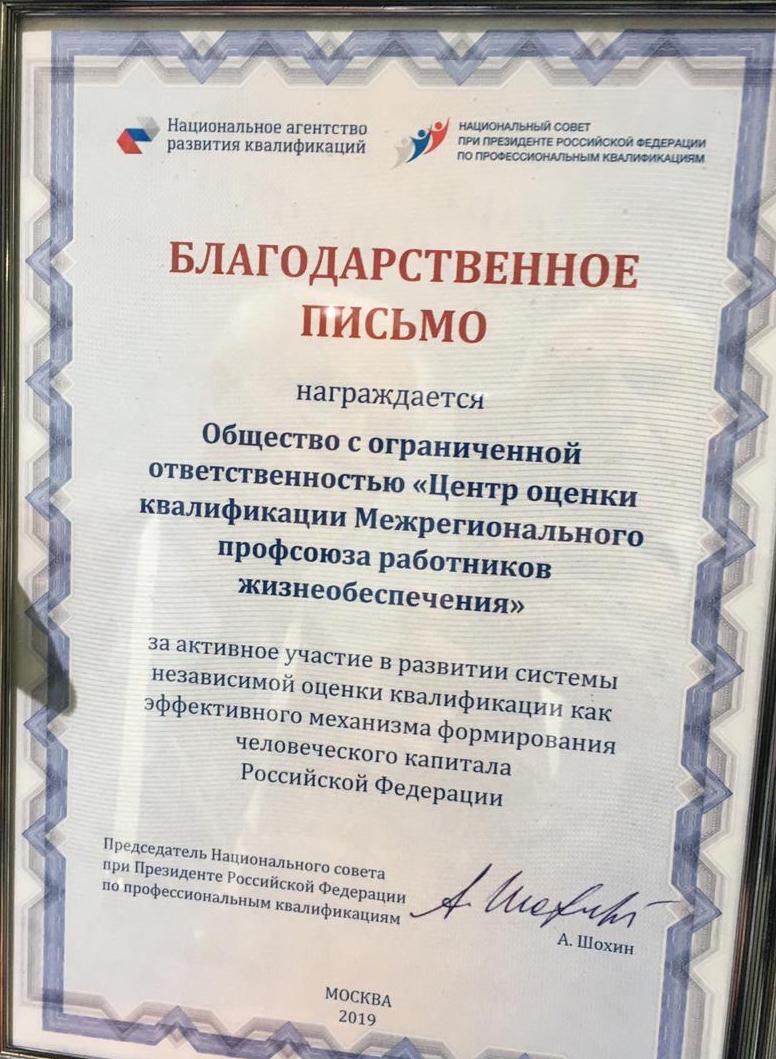 Национальное агентство
развития квалификаций
НАЦИОНАЛЬНЫЙ СОВЕТ
ПРИ ПРЕЗИДЕНТЕ РОССИЙСКОЙ ФЕДЕРАЦИИ
ПО ПРОФЕССИОНАЛЬНЫМ КВАЛИФИКАЦИЯМ
БЛАГОДАРСТВЕННОЕ
ПИСЬМО
награждается
Общество с ограниченной
ответственностью «Центр оценки
квалификации Межрегионального
профсоюза работников
жизнеобеспечения»
за активное участие в развитии системы
независимой оценки квалификации как
эффективного механизма формирования
человеческого капитала
Российской Федерации
Председатель Национального совета
при Президенте Российской Федерации
по профессиональным квалификациям
А. Шохин
А. Шохин
МОСКВА
2019